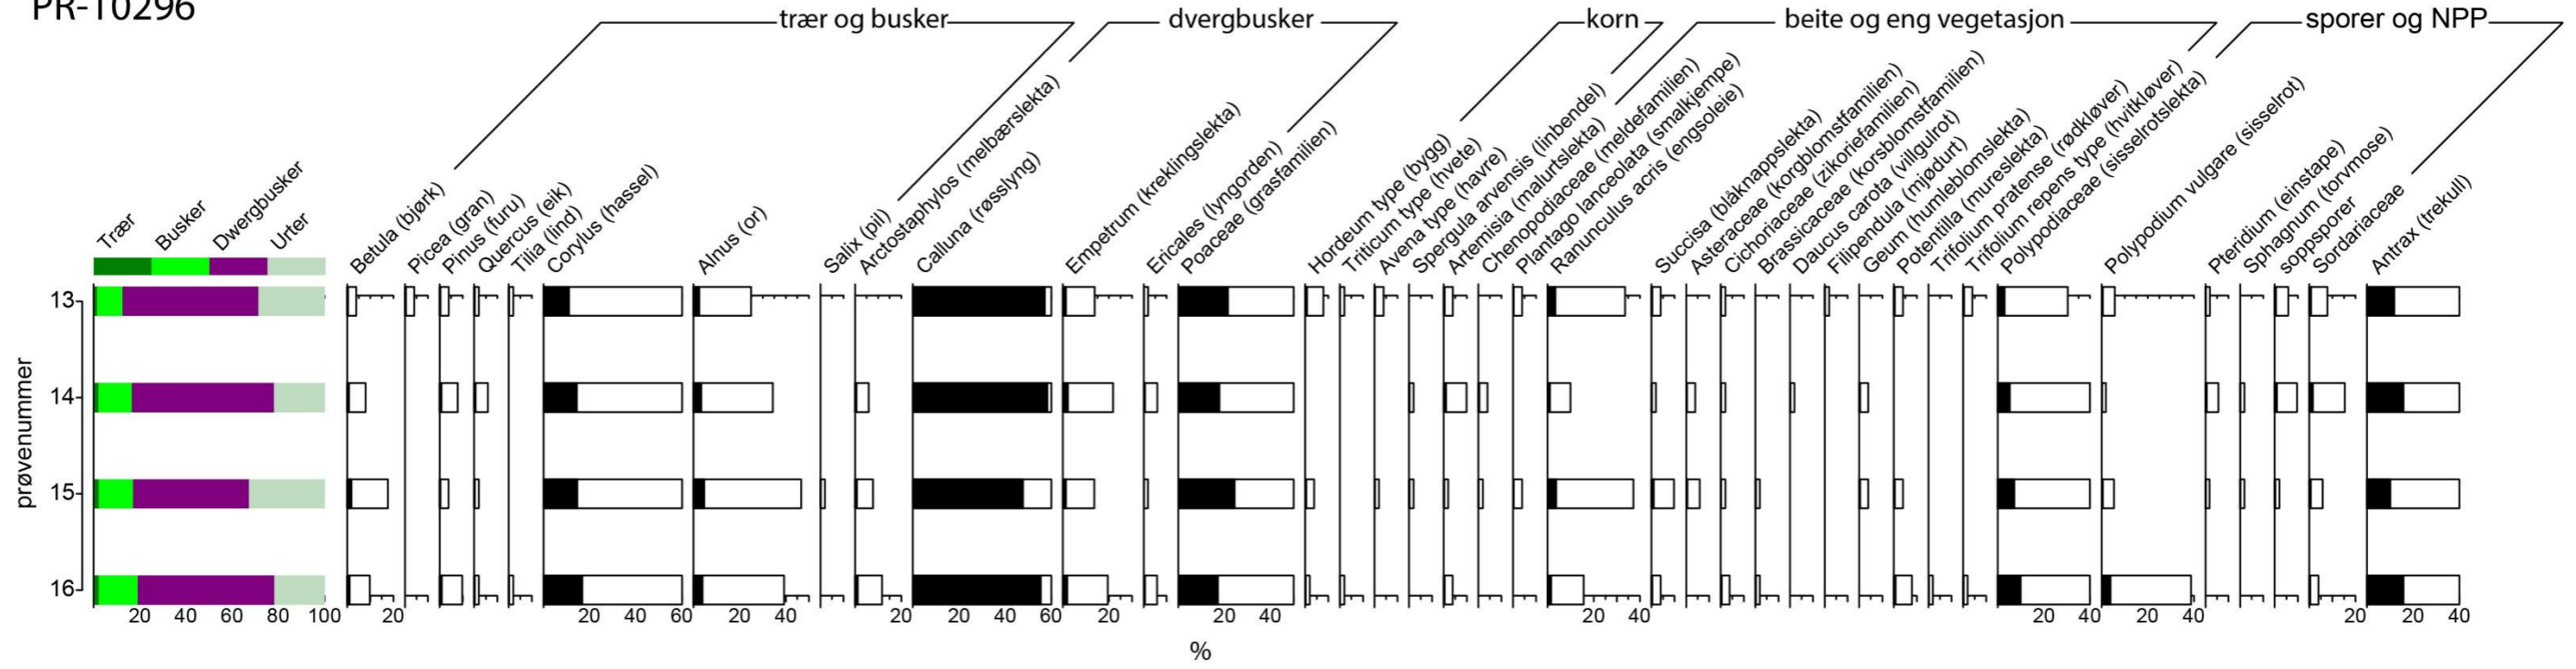 PR-10296
trær og busker
dvergbusker
korn
beite og eng vegetasjon
sporer og NPP
Trær
Busker
Dwergbusker
Urter
Betula (bjørk)
Picea (gran)
Pinus (furu)
Quercus (eik)
Tilia (lind)
Corylus (hassel)
Alnus (or)
Salix (pil)
Arctostaphylos (melbærslekta)
Calluna (røsslyng)
Empetrum (kreklingslekta)
Ericales (lyngorden)
Poaceae (grasfamilien)
Hordeum type (bygg)
Triticum type (hvete)
Avena type (havre)
Spergula arvensis (linbendel)
Artemisia (malurtslekta)
Chenopodiaceae (meldefamilien)
Plantago lanceolata (smalkjempe)
Ranunculus acris (engsoleie)
Succisa (blåknappslekta)
Asteraceae (korgblomstfamilien)
Cichoriaceae (zikoriefamilien)
Brassicaceae (korsblomstfamilien)
Daucus carota (villgulrot)
Filipendula (mjødurt)
Geum (humleblomslekta)
Potentilla (mureslekta)
Trifolium pratense (rødkløver)
Trifolium repens type (hvitkløver)
Polypodiaceae (sisselrotslekta)
Polypodium vulgare (sisselrot)
Pteridium (einstape)
Sphagnum (torvmose)
soppsporer
Sordariaceae
Antrax (trekull)
prøvenummer
13
14
15
16
20 40 60 80 100 20 20 40 60 20 40 20 20 40 60 20 20 40 20 40 20 40 20 40 20 20 40
%